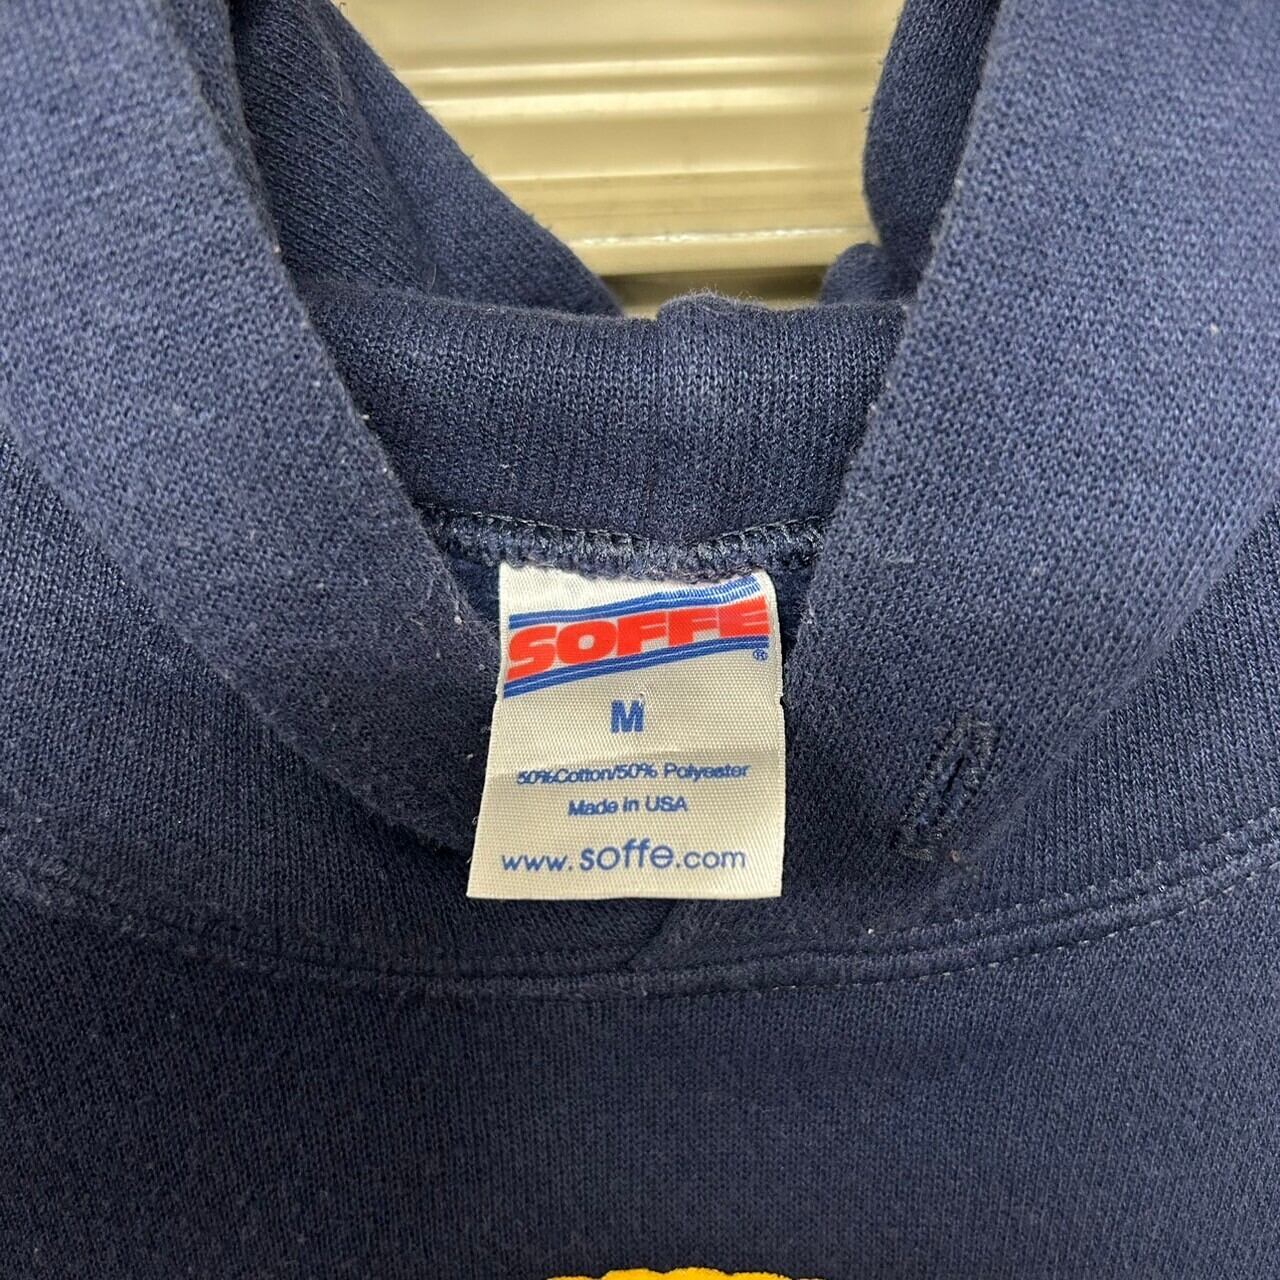 SOFFE
®
M
50%Cotton/50% Polyester
Made in USA
www.soffe.com